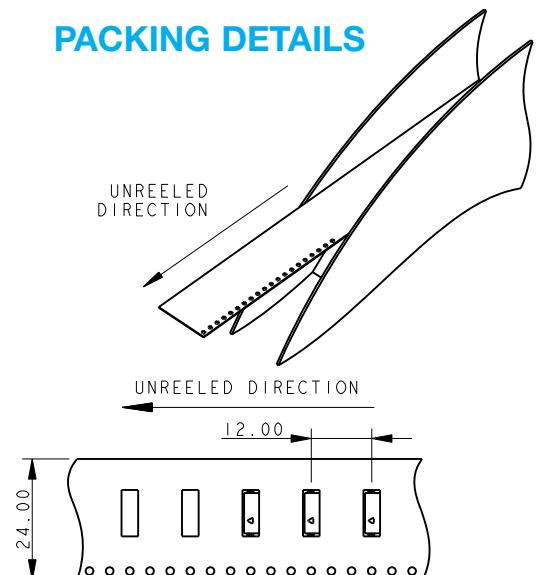 PACKING DETAILS
UNREELED
DIRECTION
UNREELED DIRECTION
12.00
24.00